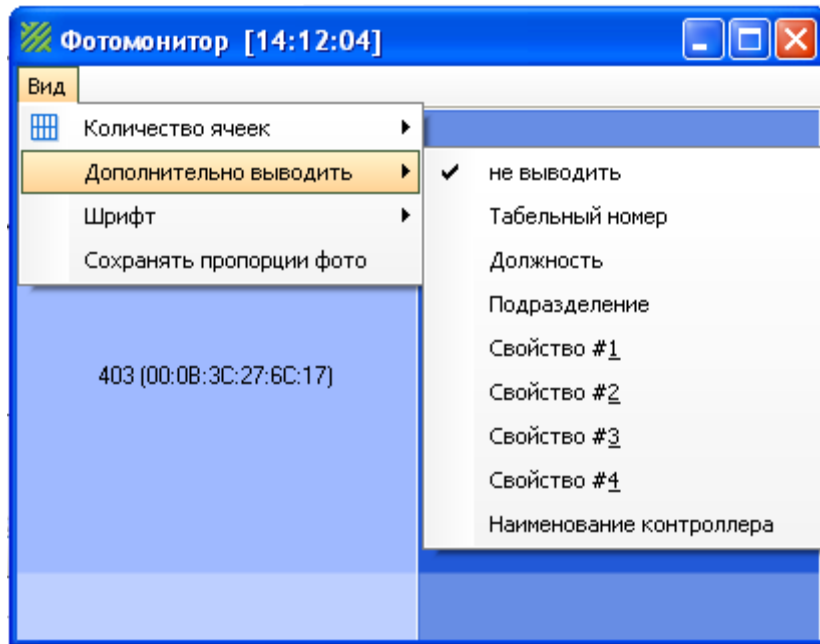 Фотомонитор [14:12:04]
Вид
Количество ячеек
Дополнительно выводить
Шрифт
Сохранять пропорции фото
не выводить
Табельный номер
Должность
Подразделение
Свойство #1
Свойство #2
Свойство #3
Свойство #4
Наименование контроллера
403 (00:0B:3C:27:6C:17)